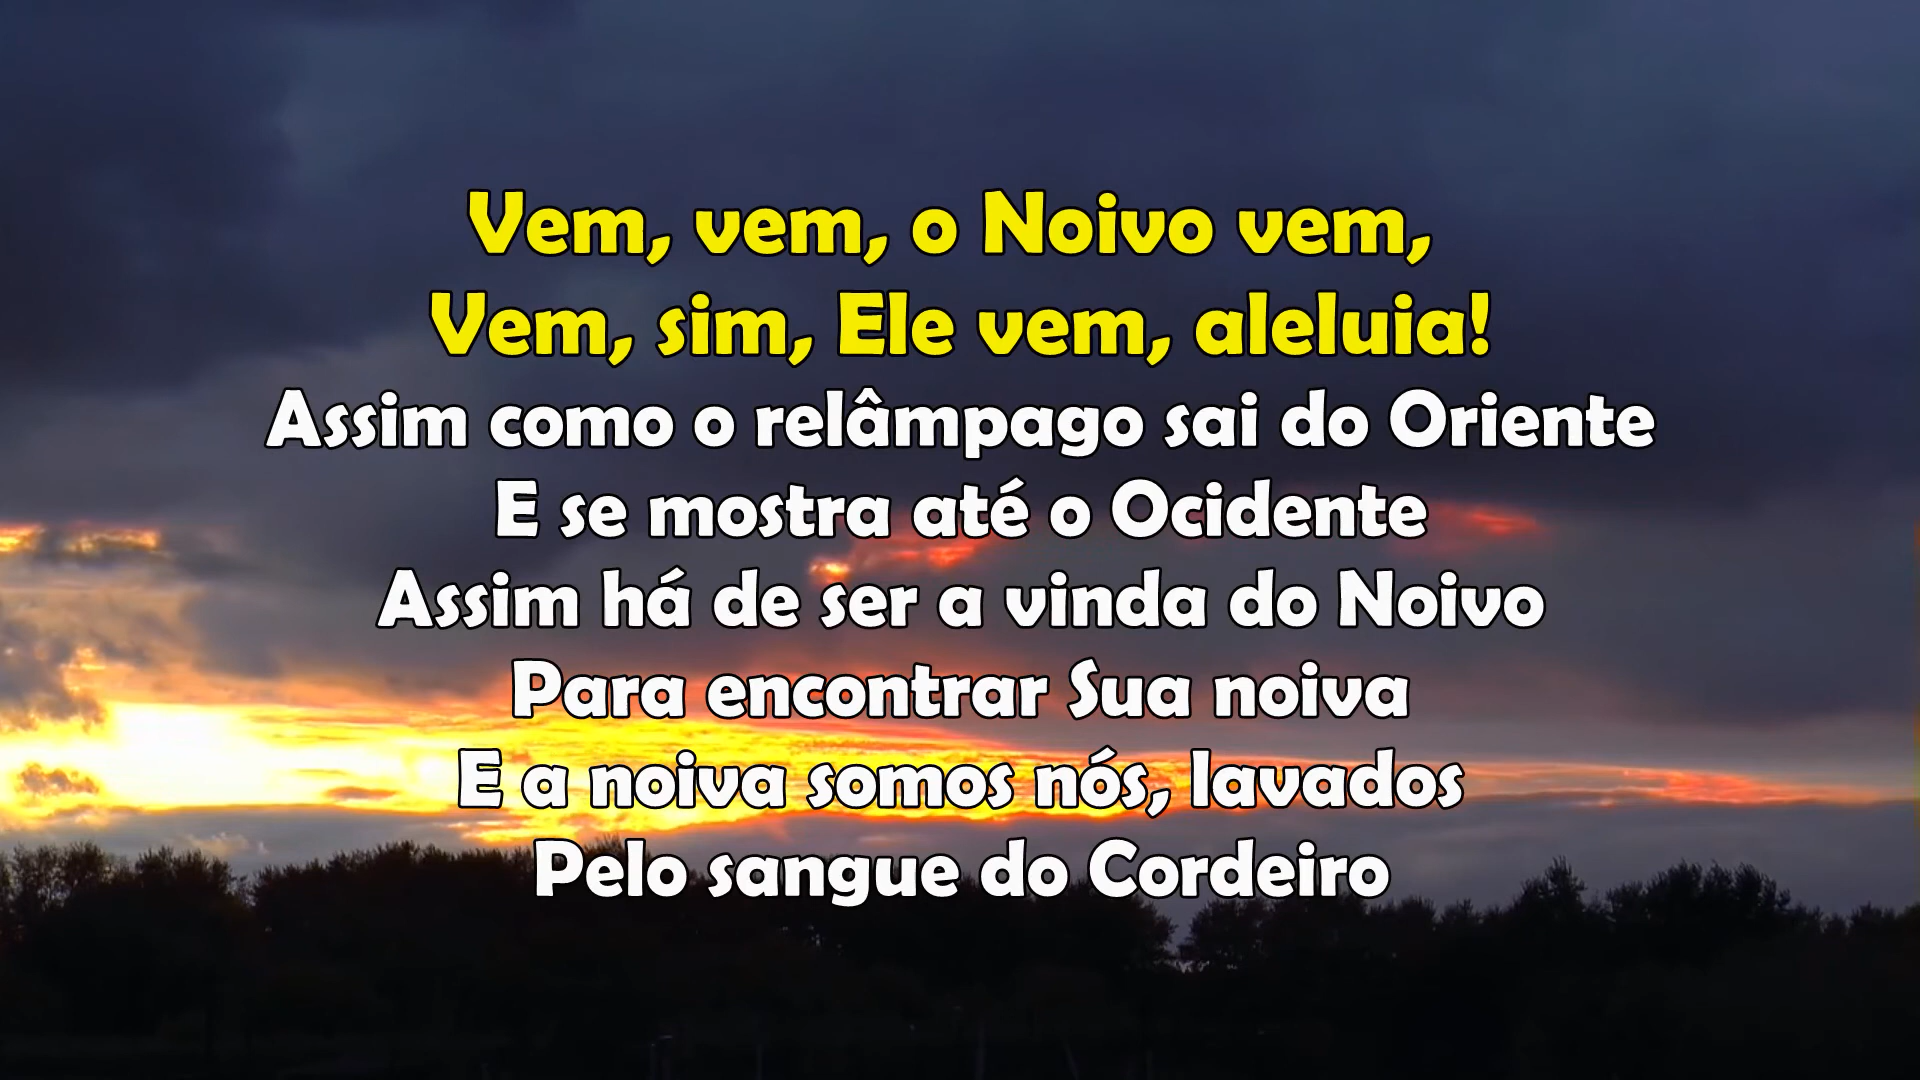 Vem, vem, o Noivo vem,
Vem, sim, Ele vem, aleluia!
Assim como o relâmpago sai do Oriente
E se mostra até o Ocidente
Assim há de ser a vinda do Noivo
Para encontrar Sua noiva
E a noiva somos nós, lavados
Pelo sangue do Cordeiro